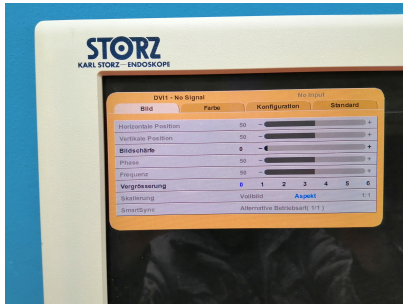 STORZ
KARL STORZ – ENDOSKOPE
DVI1 - No Signal No Input
Bild Farbe Konfiguration Standard
Horizontale Position 50 - +
Vertikale Position 50 - +
Bildschärfe 0 - +
Phase 50 - +
Frequenz 50 - +
Vergrösserung 0 1 2 3 4 5 6
Skalierung Vollbild Aspekt 1:1
SmartSync Alternative Betriebsart( 1/1 )